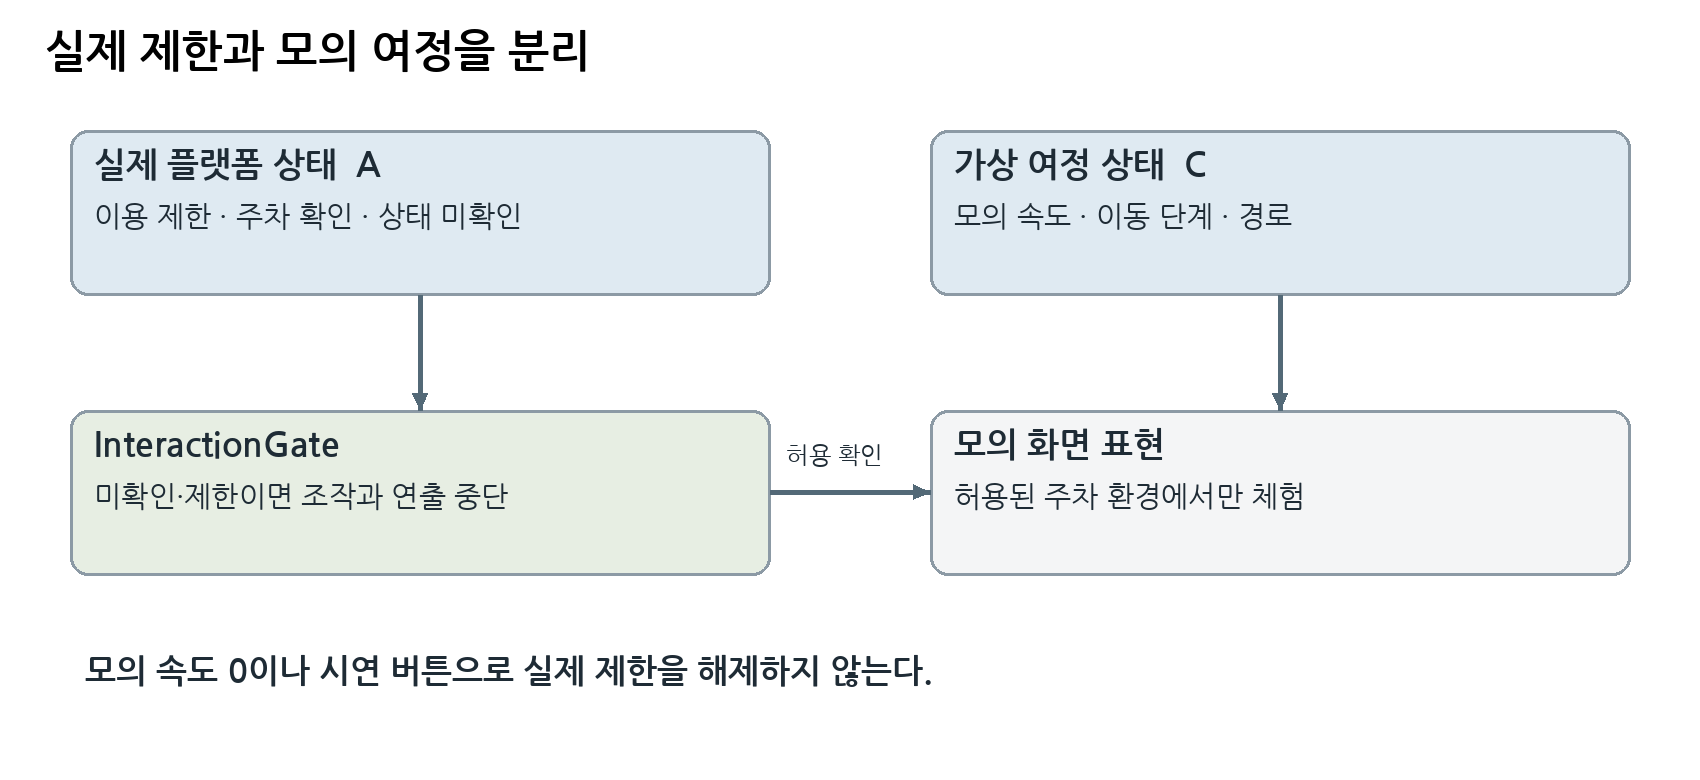 실제 제한과 모의 여정을 분리
실제 플랫폼 상태 A
이용 제한 · 주차 확인 · 상태 미확인
가상 여정 상태 C
모의 속도 · 이동 단계 · 경로
InteractionGate
미확인·제한이면 조작과 연출 중단
허용 확인
모의 화면 표현
허용된 주차 환경에서만 체험
모의 속도 0이나 시연 버튼으로 실제 제한을 해제하지 않는다.